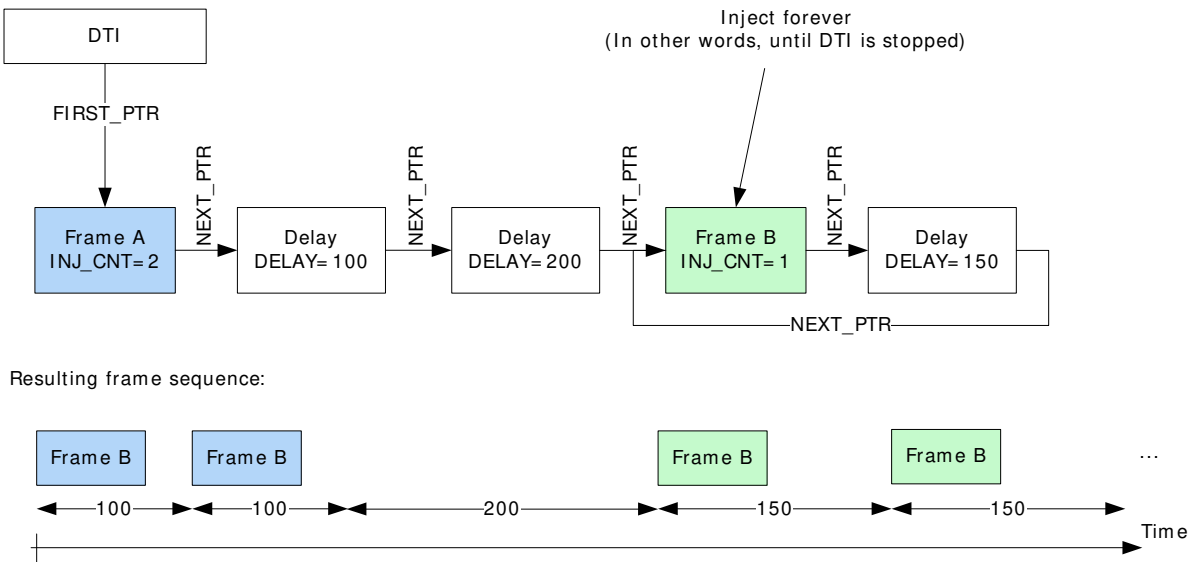 DTI
Inject forever
(In other words, until DTI is stopped)
FIRST_PTR
NEXT_PTR
NEXT_PTR
NEXT_PTR
NEXT_PTR
Frame A
INJ_CNT=2
Delay
DELAY=100
Delay
DELAY=200
Frame B
INJ_CNT=1
Delay
DELAY=150
NEXT_PTR
Resulting frame sequence:
Frame B
Frame B
Frame B
Frame B
...
100
100
200
150
150
Time